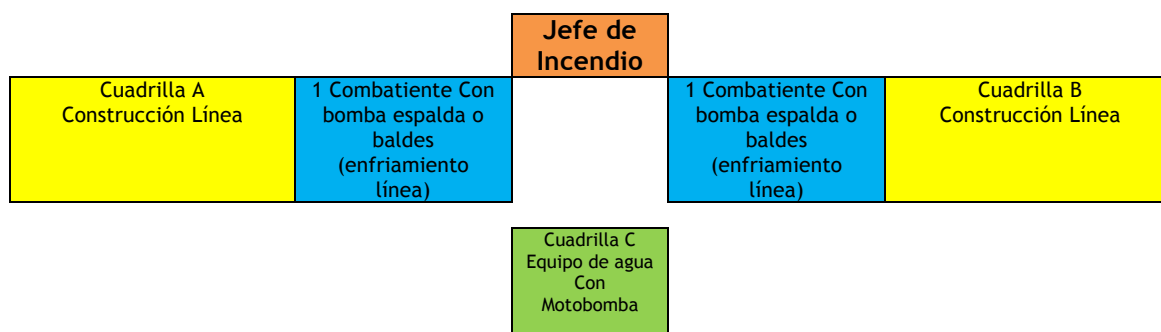 Jefe de
Incendio
Cuadrilla A
Construcción Línea
1 Combatiente Con
bomba espalda o
baldes
(enfriamiento
línea)
1 Combatiente Con
bomba espalda o
baldes
(enfriamiento
línea)
Cuadrilla B
Construcción Línea
Cuadrilla C
Equipo de agua
Con
Motobomba